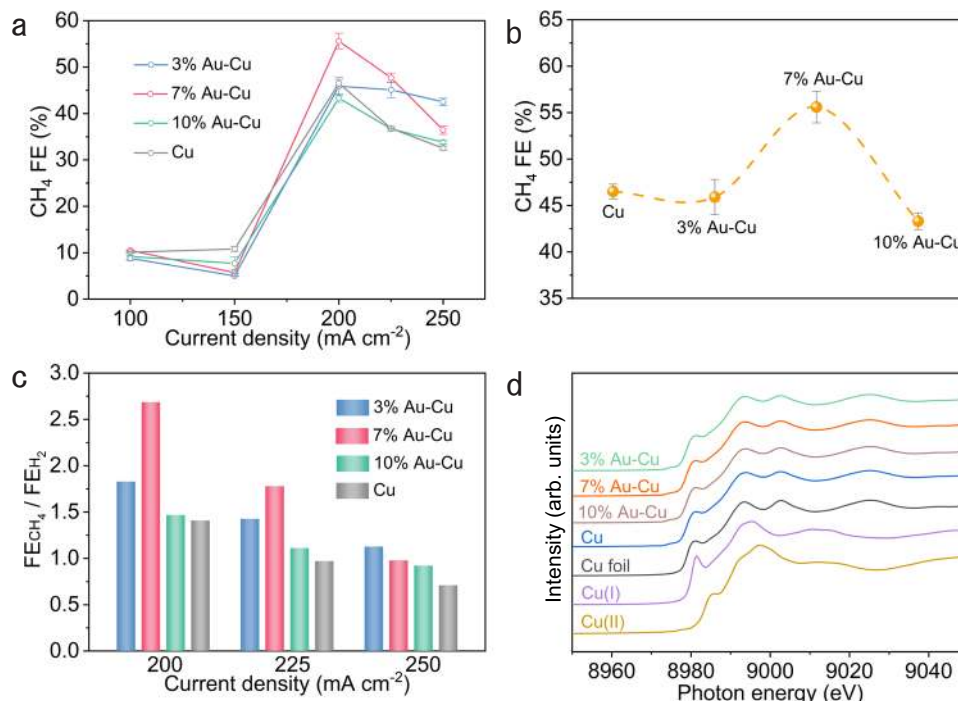 a
60
50
40
30
20
10
0
CH₄ FE (%)
3% Au-Cu
7% Au-Cu
10% Au-Cu
Cu
100 150 200 250
Current density (mA cm⁻²)
b
65
60
55
50
45
40
35
CH₄ FE (%)
7% Au-Cu
Cu
3% Au-Cu
10% Au-Cu
c
3.0
2.5
2.0
1.5
1.0
0.5
0.0
FECH₄ / FEH₂
3% Au-Cu
7% Au-Cu
10% Au-Cu
Cu
200 225 250
Current density (mA cm⁻²)
d
Intensity (arb. units)
3% Au-Cu
7% Au-Cu
10% Au-Cu
Cu
Cu foil
Cu(I)
Cu(II)
8960 8980 9000 9020 9040
Photon energy (eV)